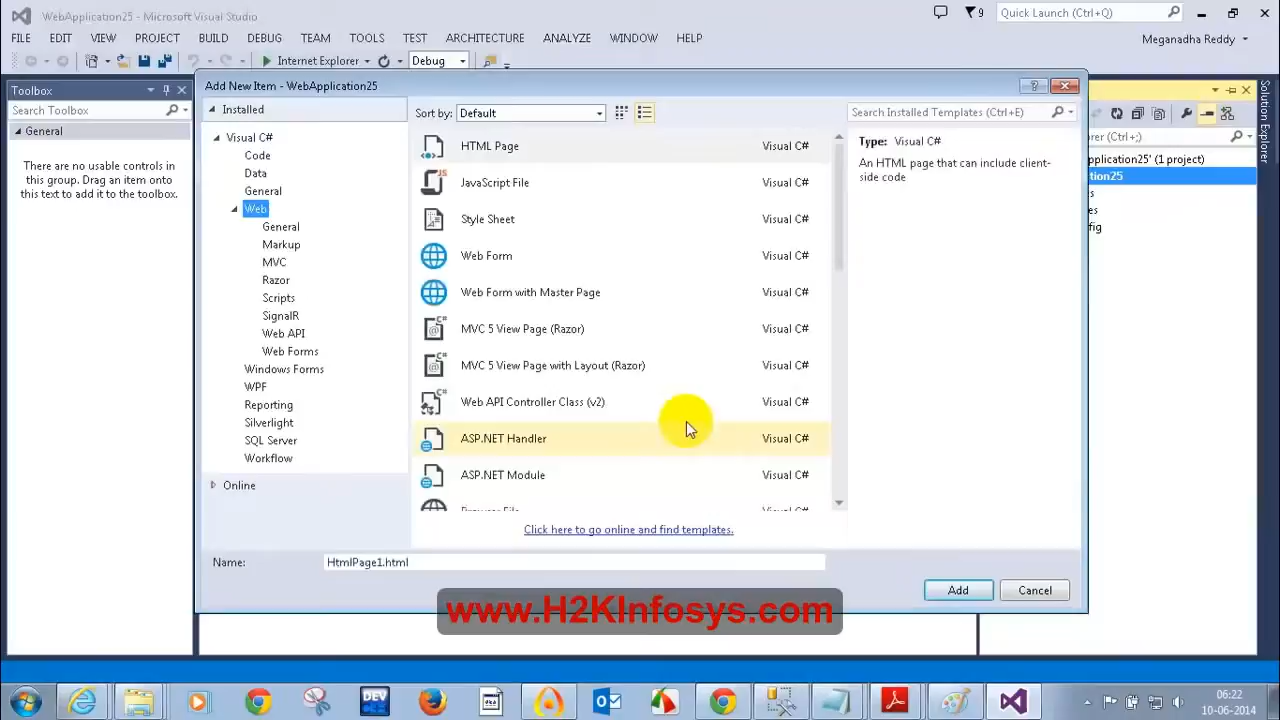 WebApplication25 - Microsoft Visual Studio
9
Quick Launch (Ctrl+Q)
FILE EDIT VIEW PROJECT BUILD DEBUG TEAM TOOLS TEST ARCHITECTURE ANALYZE WINDOW HELP
Meganadha Reddy
Internet Explorer
Debug
Toolbox
Search Toolbox
General
There are no usable controls in
this group. Drag an item onto
this text to add it to the toolbox.
Add New Item - WebApplication25
Installed
Visual C#
Code
Data
General
Web
General
Markup
MVC
Razor
Scripts
SignalR
Web API
Web Forms
Windows Forms
WPF
Reporting
Silverlight
SQL Server
Workflow
Online
Sort by: Default
HTML Page Visual C#
JavaScript File Visual C#
Style Sheet Visual C#
Web Form Visual C#
Web Form with Master Page Visual C#
MVC 5 View Page (Razor) Visual C#
MVC 5 View Page with Layout (Razor) Visual C#
Web API Controller Class (v2) Visual C#
ASP.NET Handler Visual C#
ASP.NET Module Visual C#
Click here to go online and find templates.
Search Installed Templates (Ctrl+E)
Type: Visual C#
An HTML page that can include client-
side code
Name: HtmlPage1.html
Add
Cancel
rer (Ctrl+;)
pplication25' (1 project)
tion25
s
es
fig
Solution Explorer
www.H2KInfosys.com
DEV
06:22
10-06-2014